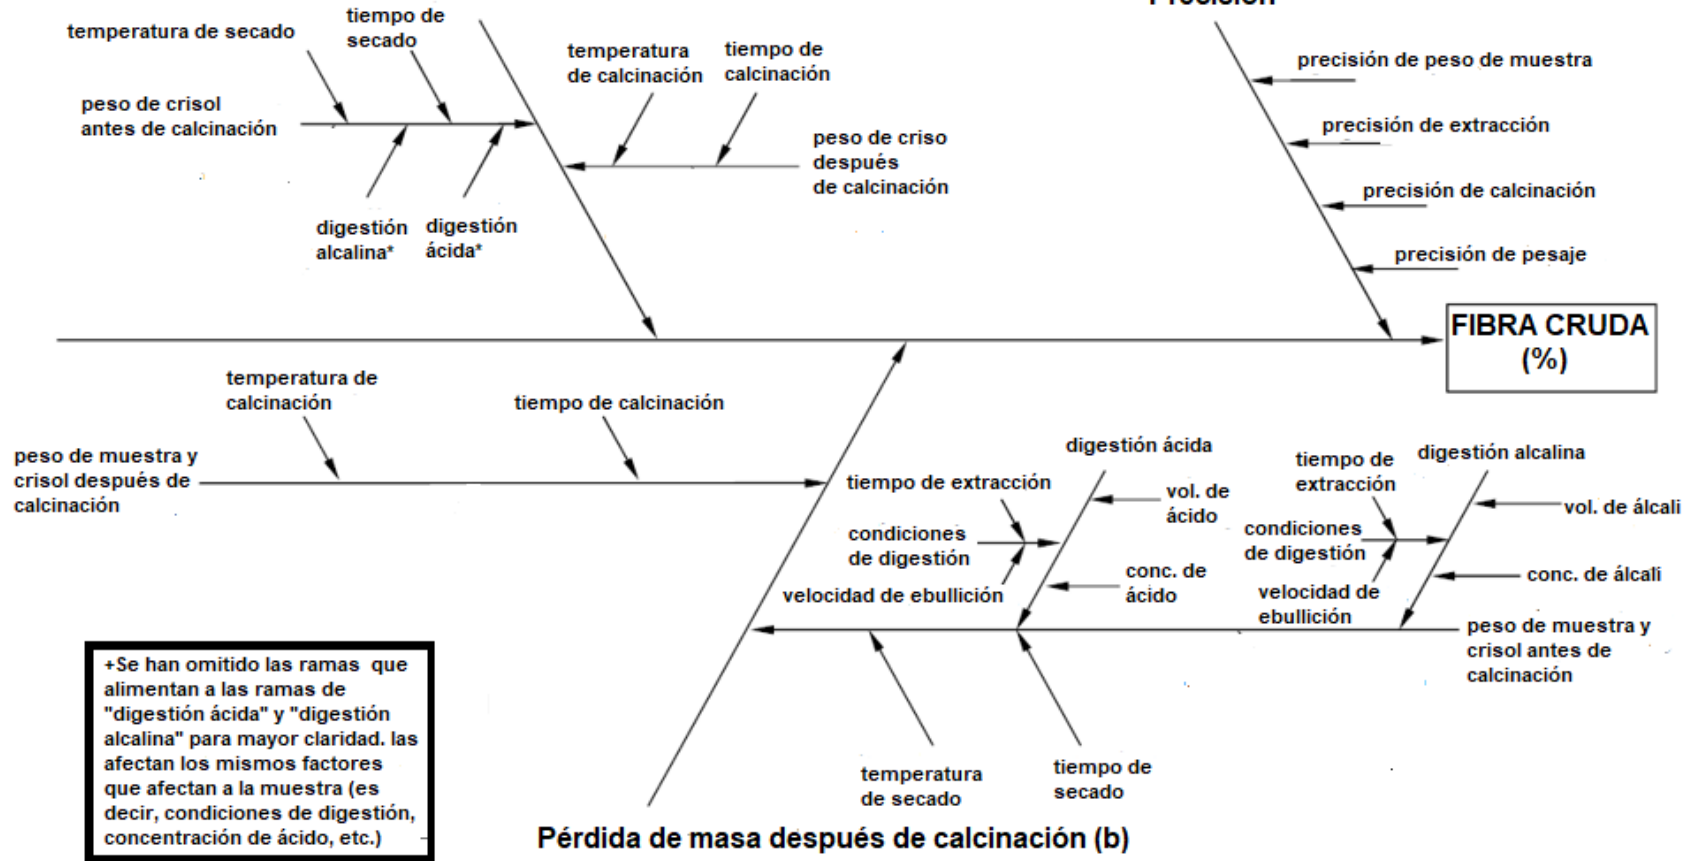 Precisión
temperatura de secado
tiempo de
secado
temperatura
de calcinación
tiempo de
calcinación
precisión de peso de muestra
peso de crisol
antes de calcinación
peso de criso
después
de calcinación
precisión de extracción
precisión de calcinación
digestión
alcalina*
digestión
ácida*
precisión de pesaje
FIBRA CRUDA
(%)
temperatura de
calcinación
tiempo de calcinación
peso de muestra y
crisol después de
calcinación
digestión ácida
tiempo de extracción
vol. de
ácido
condiciones
de digestión
conc. de
ácido
velocidad de ebullición
digestión alcalina
tiempo de
extracción
vol. de álcali
condiciones
de digestión
conc. de álcali
velocidad de
ebullición
peso de muestra y
crisol antes de
calcinación
temperatura
de secado
tiempo de
secado
+Se han omitido las ramas que
alimentan a las ramas de
"digestión ácida" y "digestión
alcalina" para mayor claridad. las
afectan los mismos factores
que afectan a la muestra (es
decir, condiciones de digestión,
concentración de ácido, etc.)
Pérdida de masa después de calcinación (b)